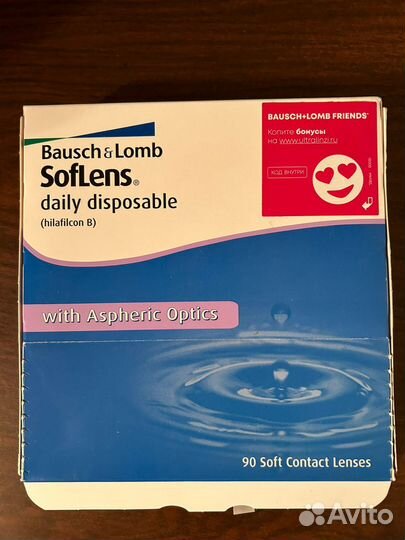 Bausch & Lomb
SofLens®
daily disposable
(hilafilcon B)
BAUSCH+LOMB FRIENDS
Копите бонусы
на www.ultralinzi.ru
КОД ВНУТРИ
with Aspheric Optics
90 Soft Contact Lenses
Avito